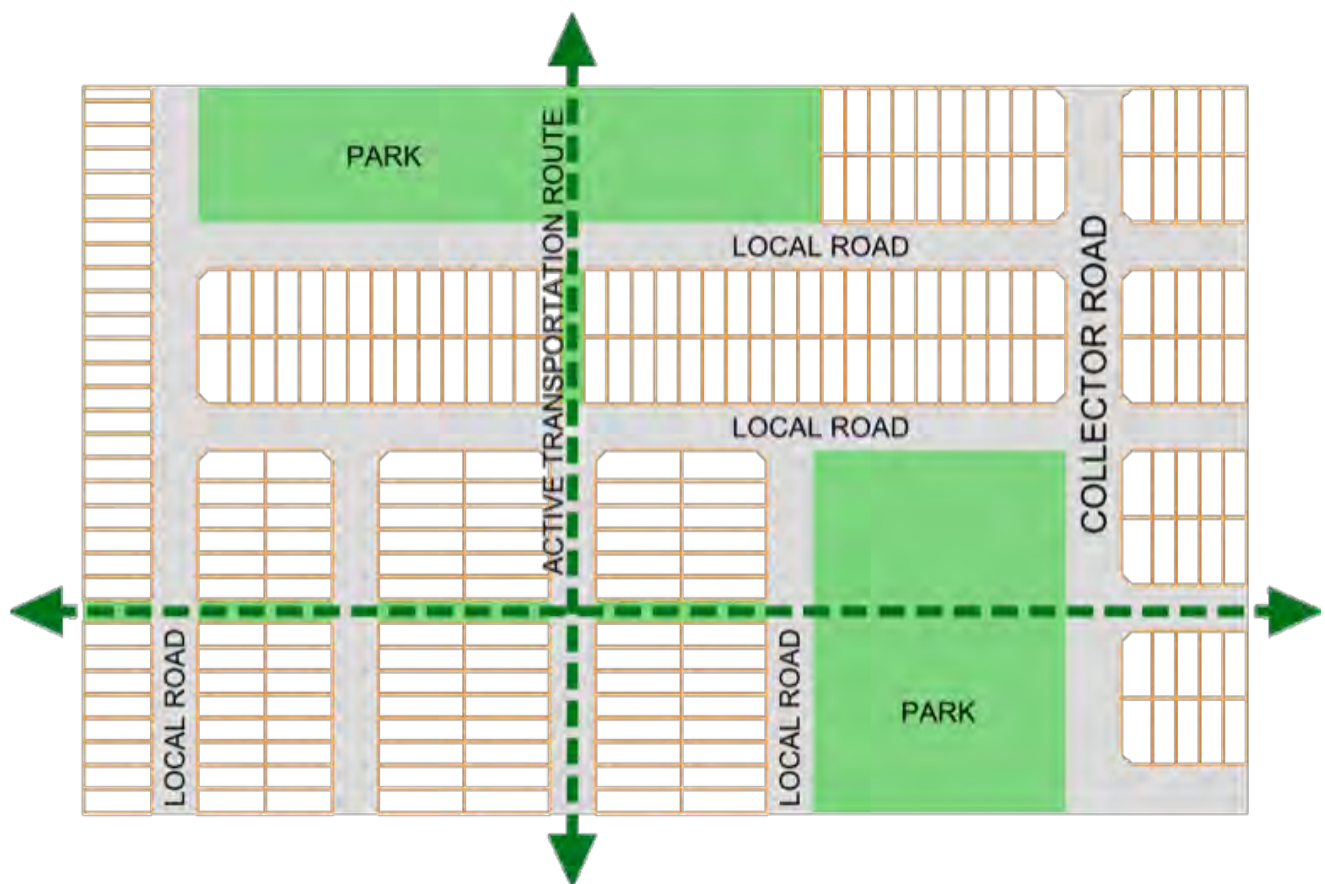 PARK
ACTIVE TRANSPORTATION ROUTE
LOCAL ROAD
COLLECTOR ROAD
LOCAL ROAD
LOCAL ROAD
LOCAL ROAD
PARK